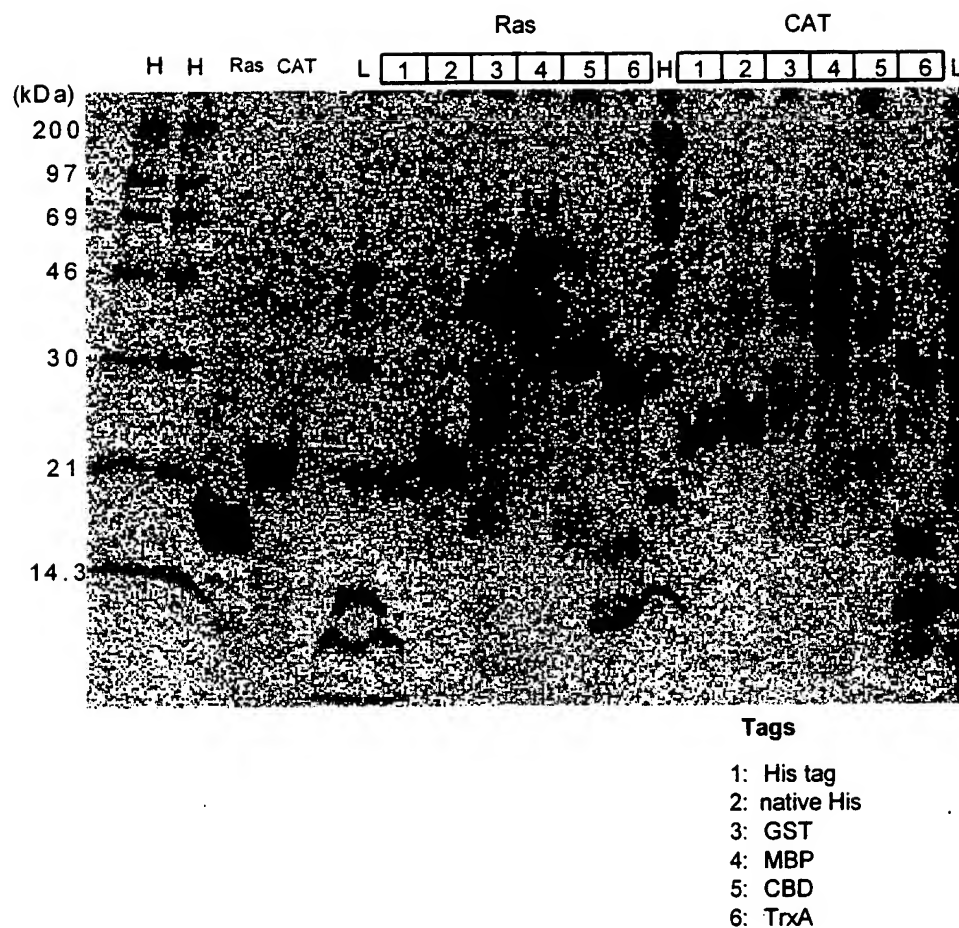 Ras CAT
H H Ras CAT L 1 2 3 4 5 6 H 1 2 3 4 5 6 L
(kDa)
200
97
69
46
30
21
14.3
Tags
1: His tag
2: native His
3: GST
4: MBP
5: CBD
6: TrxA